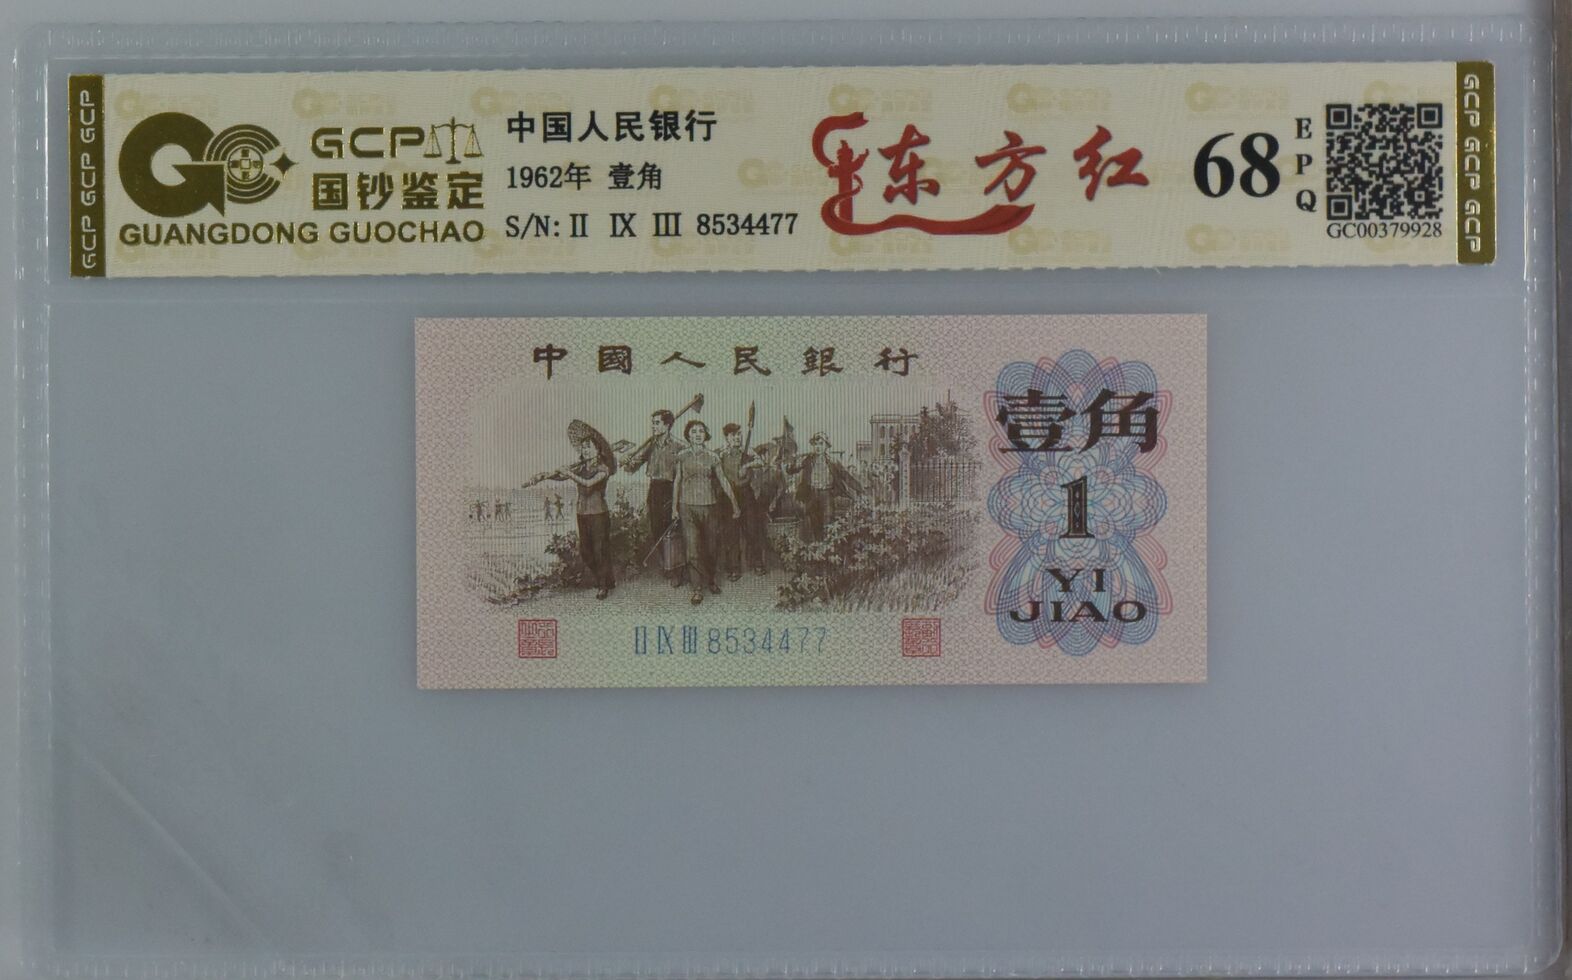 GCP GCP GCP
GCP
国钞鉴定
GUANGDONG GUOCHAO
中国人民银行
1962年 壹角
S/N: II IX III 8534477
东方红
68
EPQ
GC00379928
GCP GCP GCP
中國人民銀行
壹角
1
YI
JIAO
II IX III 8534477